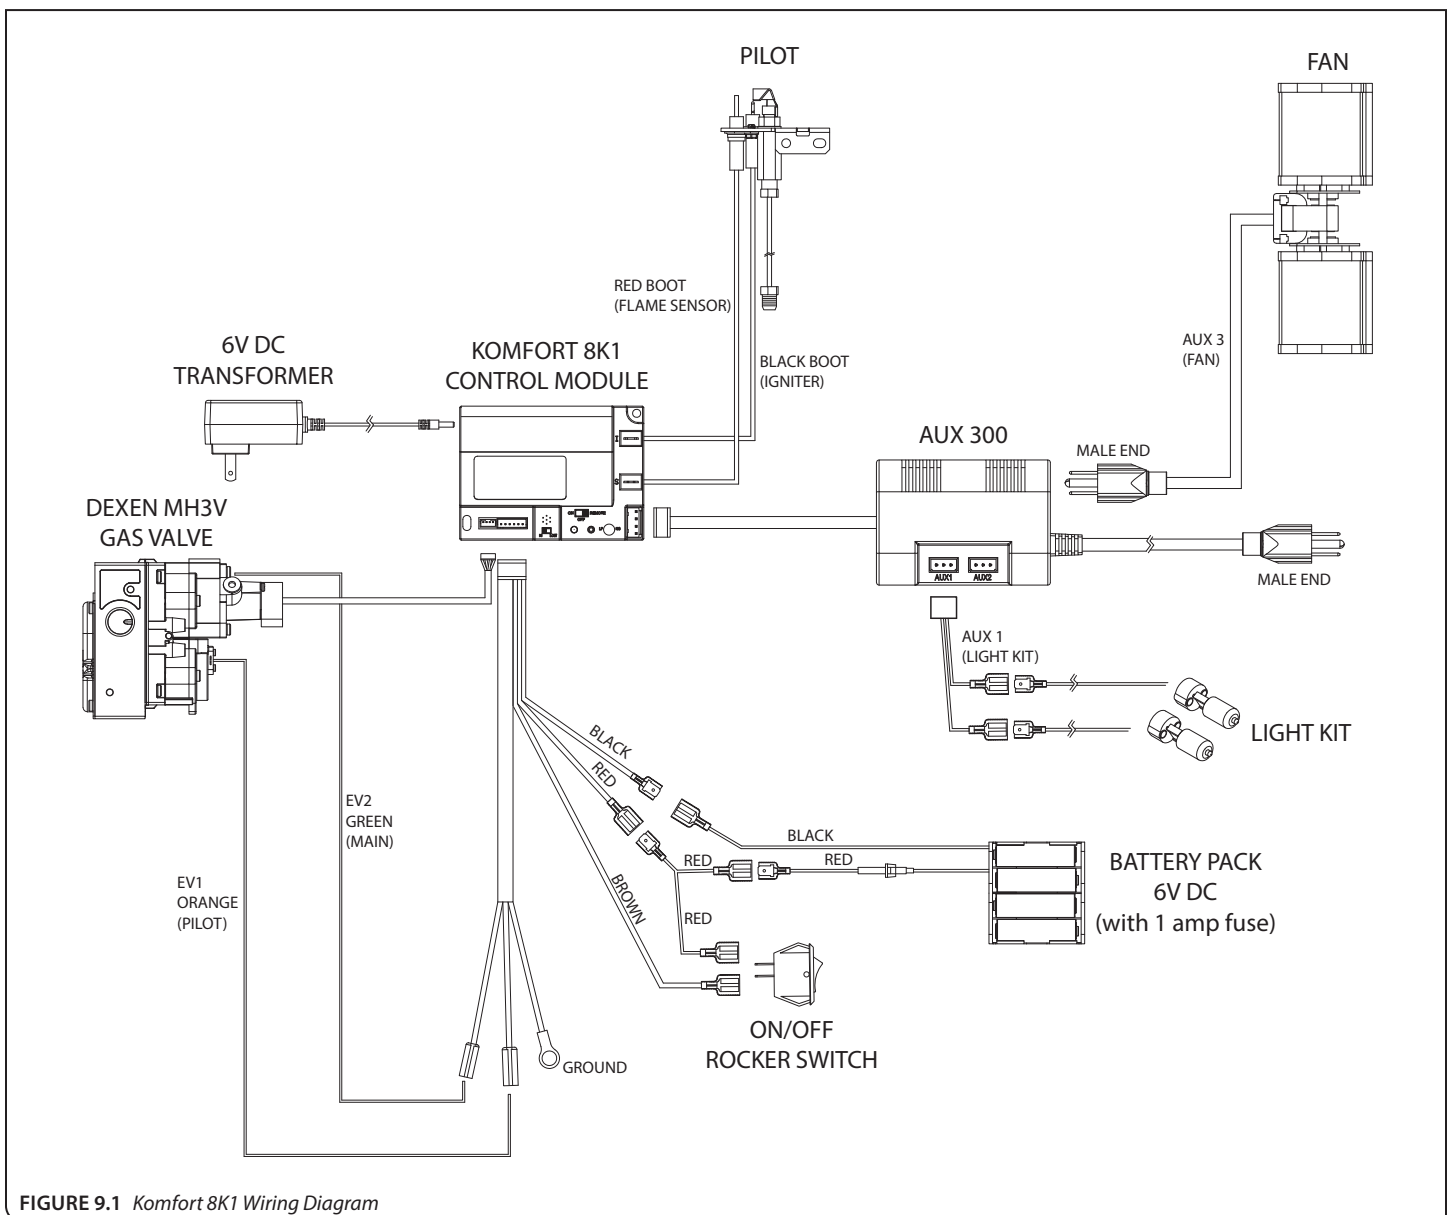 PILOT
FAN
RED BOOT
(FLAME SENSOR)
BLACK BOOT
(IGNITER)
AUX 3
(FAN)
6V DC
TRANSFORMER
KOMFORT 8K1
CONTROL MODULE
I
S
ON
OFF
REMOTE
AUX 300
MALE END
AUX1
AUX2
MALE END
DEXEN MH3V
GAS VALVE
AUX 1
(LIGHT KIT)
LIGHT KIT
BLACK
RED
BROWN
BLACK
RED
RED
RED
BATTERY PACK
6V DC
(with 1 amp fuse)
EV2
GREEN
(MAIN)
EV1
ORANGE
(PILOT)
ON/OFF
ROCKER SWITCH
GROUND
FIGURE 9.1 Komfort 8K1 Wiring Diagram